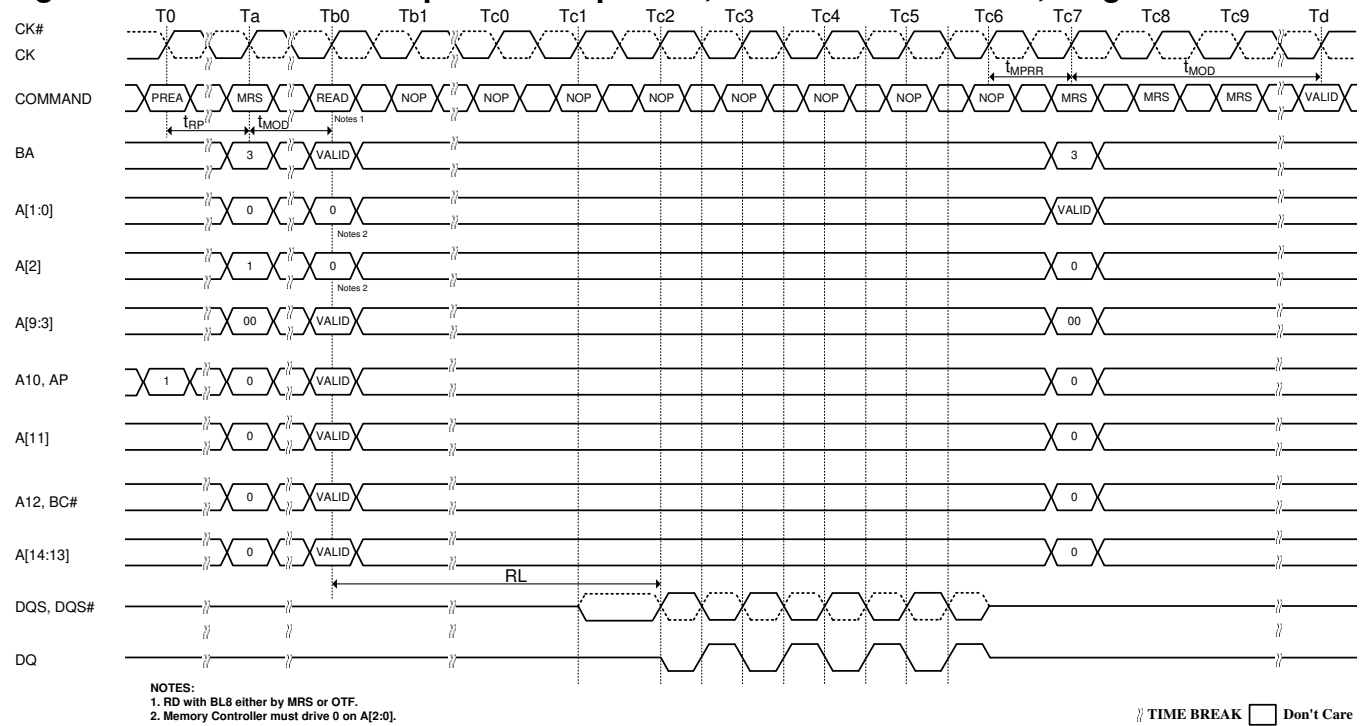 T0 Ta Tb0 Tb1 Tc0 Tc1 Tc2 Tc3 Tc4 Tc5 Tc6 Tc7 Tc8 Tc9 Td
CK#
CK
tMPRR tMOD
COMMAND PREA MRS READ NOP NOP NOP NOP NOP NOP NOP NOP MRS MRS MRS VALID
Notes 1
tRP tMOD
BA 3 VALID 3
A[1:0] 0 0 VALID
Notes 2
A[2] 1 0 0
Notes 2
A[9:3] 00 VALID 00
A10, AP 1 0 VALID 0
A[11] 0 VALID 0
A12, BC# 0 VALID 0
A[14:13] 0 VALID 0
RL
DQS, DQS#
DQ
NOTES:
1. RD with BL8 either by MRS or OTF.
2. Memory Controller must drive 0 on A[2:0].
TIME BREAK Don't Care